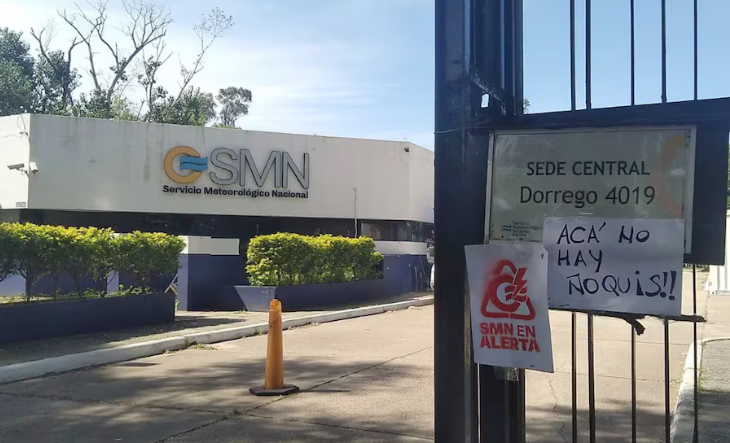 SMN
Servicio Meteorológico Nacional
SEDE CENTRAL
Dorrego 4019
ACÁ NO
HAY
ÑOQUIS!!
SMN EN
ALERTA